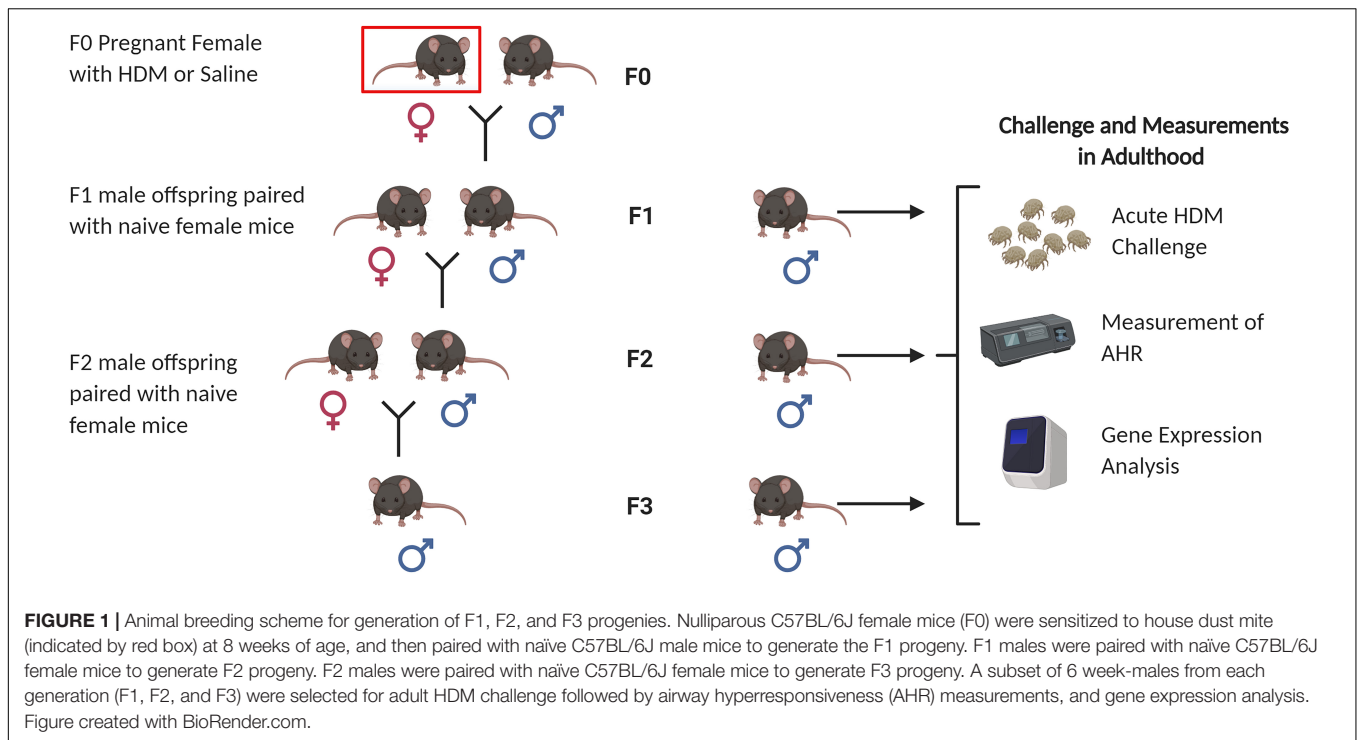 F0 Pregnant Female
with HDM or Saline
F0
Challenge and Measurements
in Adulthood
F1 male offspring paired
with naive female mice
F1
Acute HDM
Challenge
F2 male offspring
paired with naive
female mice
F2
Measurement of
AHR
Gene Expression
Analysis
F3
FIGURE 1 | Animal breeding scheme for generation of F1, F2, and F3 progenies. Nulliparous C57BL/6J female mice (F0) were sensitized to house dust mite
(indicated by red box) at 8 weeks of age, and then paired with naïve C57BL/6J male mice to generate the F1 progeny. F1 males were paired with naïve C57BL/6J
female mice to generate F2 progeny. F2 males were paired with naïve C57BL/6J female mice to generate F3 progeny. A subset of 6 week-males from each
generation (F1, F2, and F3) were selected for adult HDM challenge followed by airway hyperresponsiveness (AHR) measurements, and gene expression analysis.
Figure created with BioRender.com.